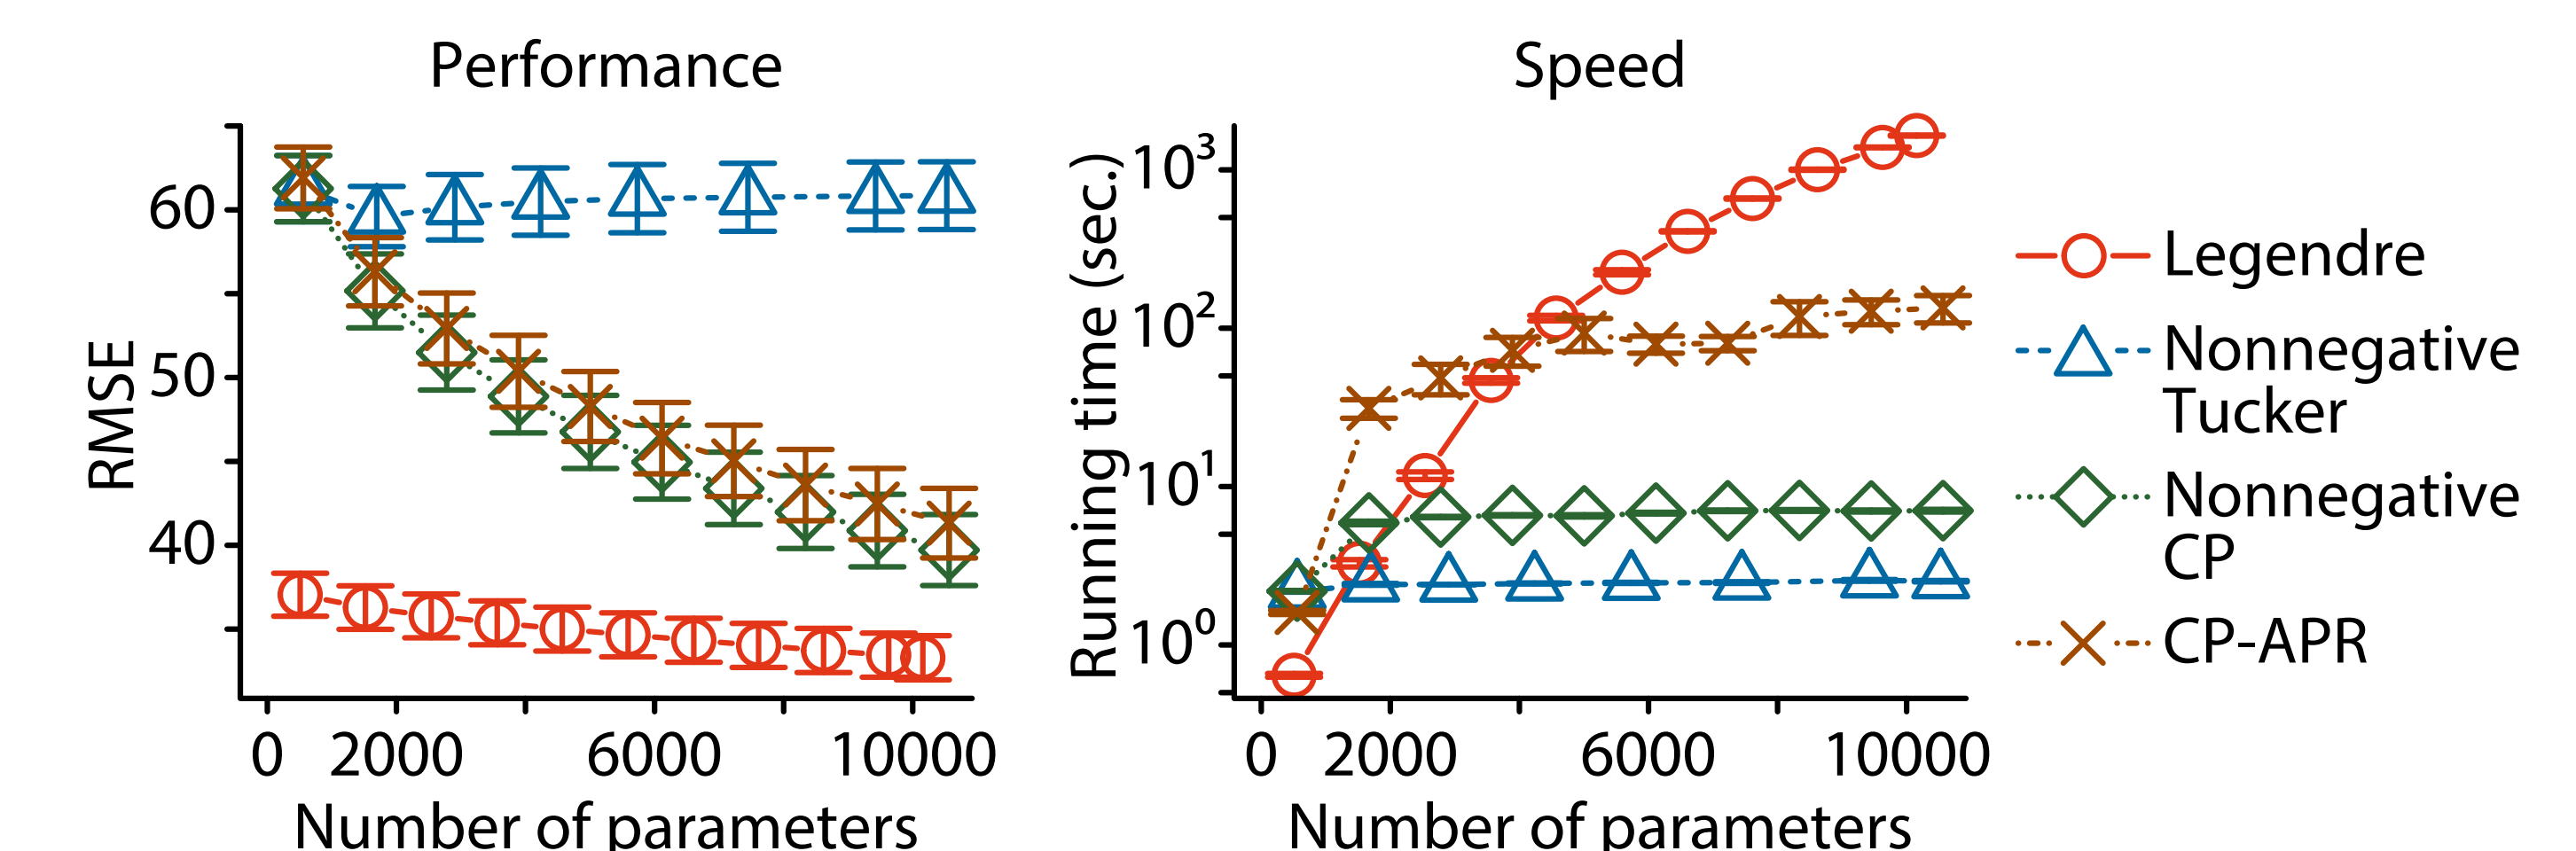 Performance
RMSE
60
50
40
0 2000 6000 10000
Number of parameters
Speed
Running time (sec.)
10³
10²
10¹
10⁰
0 2000 6000 10000
Number of parameters
Legendre
Nonnegative
Tucker
Nonnegative
CP
CP-APR